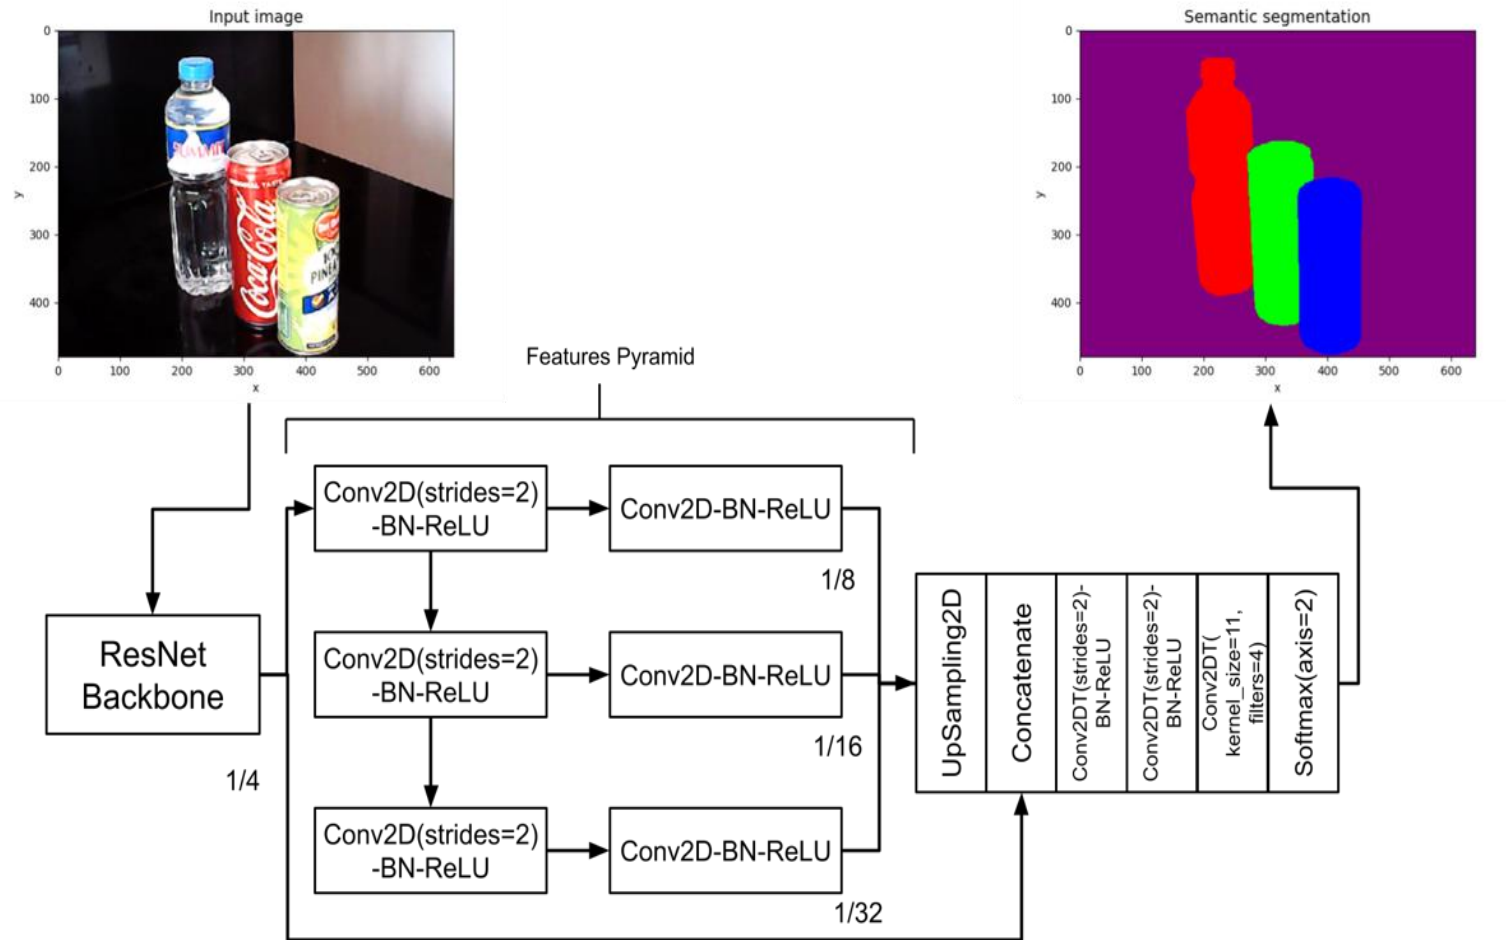 Input image
0
100
200
300
400
y
0 100 200 300 400 500 600
x
SUMMIT
Coca-Cola
Semantic segmentation
0
100
200
300
400
y
0 100 200 300 400 500 600
x
Features Pyramid
Conv2D(strides=2)
-BN-ReLU
Conv2D-BN-ReLU
1/8
ResNet
Backbone
1/4
Conv2D(strides=2)
-BN-ReLU
Conv2D-BN-ReLU
1/16
Conv2D(strides=2)
-BN-ReLU
Conv2D-BN-ReLU
1/32
UpSampling2D
Concatenate
Conv2DT(strides=2)-
BN-ReLU
Conv2DT(strides=2)-
BN-ReLU
Conv2DT(
kernel_size=11,
filters=4)
Softmax(axis=2)